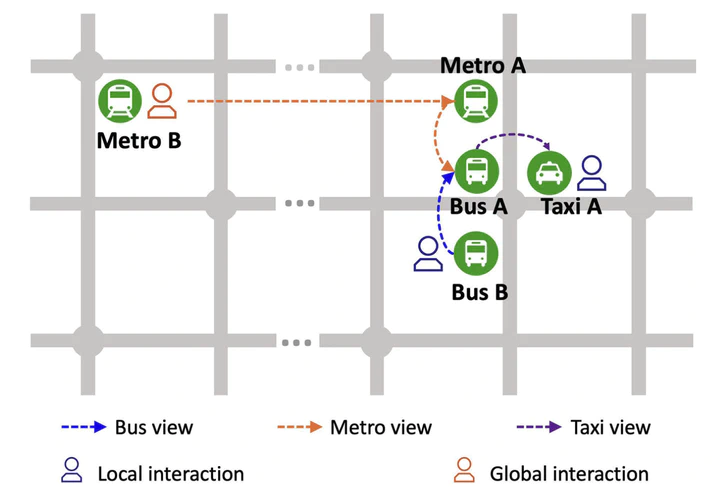 Metro A
Metro B
Bus A
Taxi A
Bus B
Bus view
Metro view
Taxi view
Local interaction
Global interaction